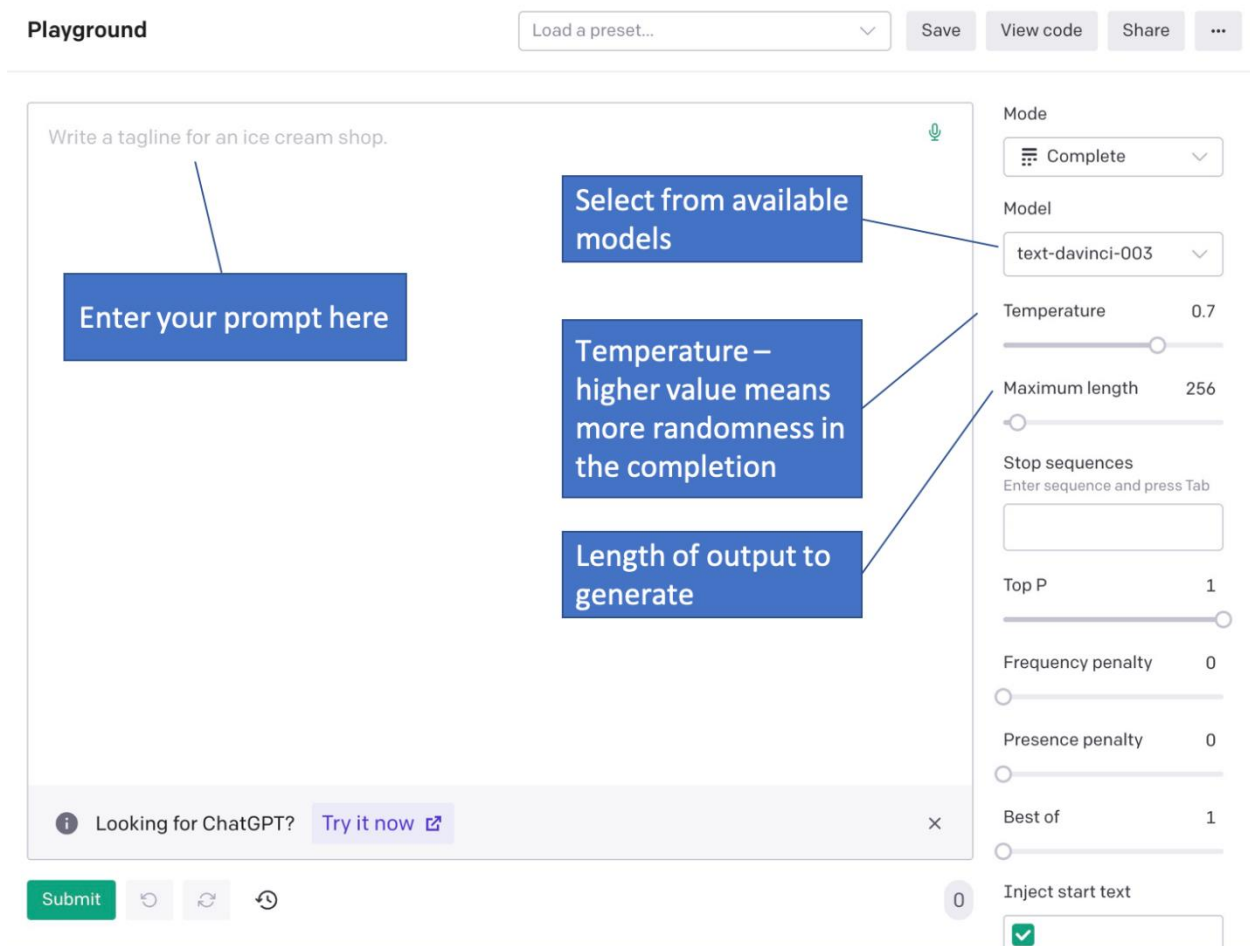 Playground
Load a preset...
Save
View code
Share
...
Write a tagline for an ice cream shop.
Enter your prompt here
Select from available
models
Temperature –
higher value means
more randomness in
the completion
Length of output to
generate
Looking for ChatGPT? Try it now
Submit
0
Mode
Complete
Model
text-davinci-003
Temperature 0.7
Maximum length 256
Stop sequences
Enter sequence and press Tab
Top P 1
Frequency penalty 0
Presence penalty 0
Best of 1
Inject start text